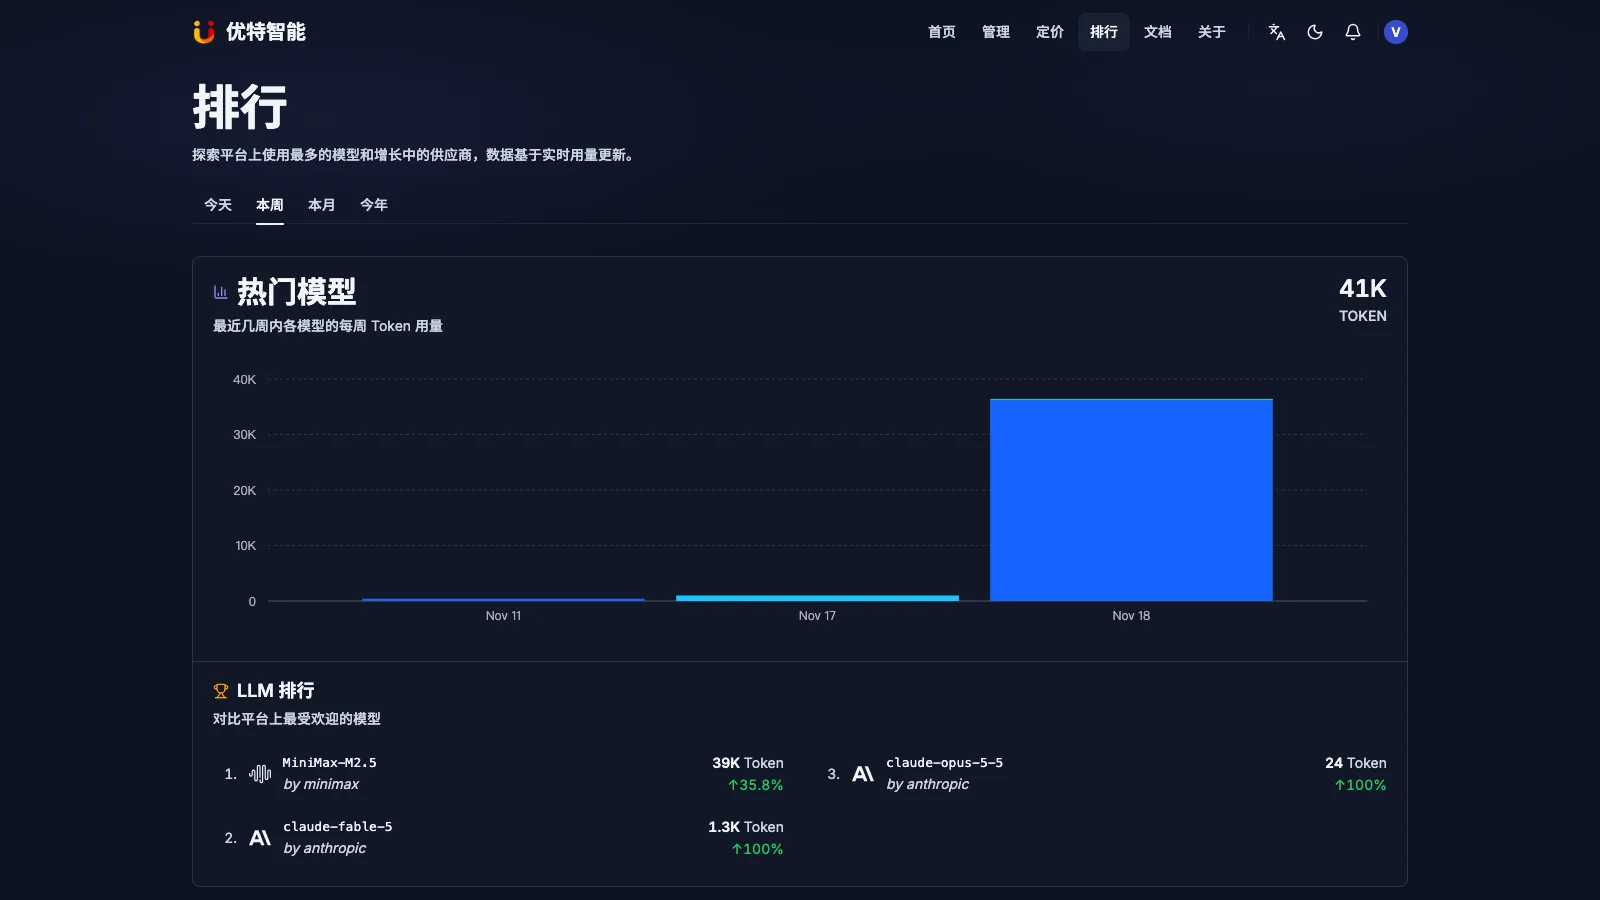 优特智能
首页 管理 定价 排行 文档 关于
V
排行
探索平台上使用最多的模型和增长中的供应商，数据基于实时用量更新。
今天 本周 本月 今年
热门模型
最近几周内各模型的每周 Token 用量
41K
TOKEN
40K
30K
20K
10K
0
Nov 11 Nov 17 Nov 18
LLM 排行
对比平台上最受欢迎的模型
1. MiniMax-M2.5
by minimax
39K Token
↑35.8%
2. claude-fable-5
by anthropic
1.3K Token
↑100%
3. claude-opus-5-5
by anthropic
24 Token
↑100%